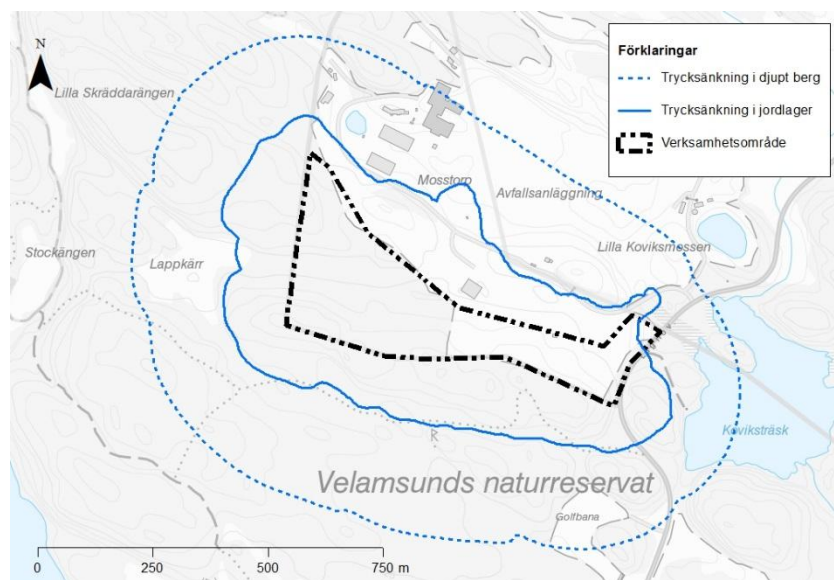 N
Lilla Skräddarängen
Förklaringar
Trycksänkning i djupt berg
Trycksänkning i jordlager
Verksamhetsområde
Mosstorp
Avfallsanläggning
Stockängen
Lappkärr
Lilla Koviksmossen
Koviksträsk
R
Velamsunds naturreservat
Golfbana
0 250 500 750 m